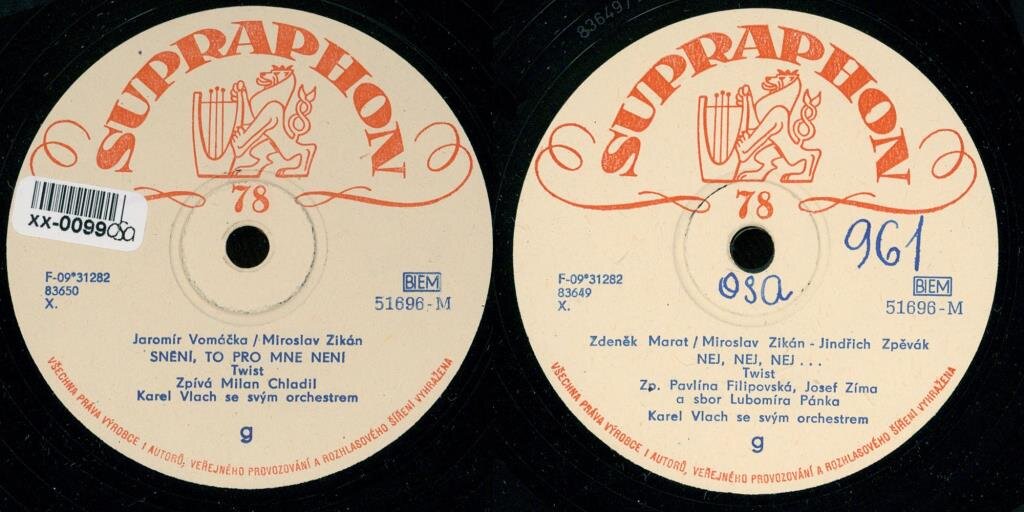 SUPRAPHON
78
XX-0099
osa
F-09*31282
83650
X.
BIEM
51696-M
Jaromír Vomáčka / Miroslav Zikán
SNĚNÍ, TO PRO MNE NENÍ
Twist
Zpívá Milan Chladil
Karel Vlach se svým orchestrem
g
VŠECHNA PRÁVA VÝROBCE I AUTORŮ, VEŘEJNÉHO PROVOZOVÁNÍ A ROZHLASOVÉHO ŠÍŘENÍ VYHRAŽENA
83649
SUPRAPHON
78
961
osa
F-09*31282
83649
X.
BIEM
51696-M
Zdeněk Marat / Miroslav Zikán - Jindřich Zpěvák
NEJ, NEJ, NEJ . . .
Twist
Zp. Pavlína Filipovská, Josef Zíma
a sbor Lubomíra Pánka
Karel Vlach se svým orchestrem
g
VŠECHNA PRÁVA VÝROBCE I AUTORŮ, VEŘEJNÉHO PROVOZOVÁNÍ A ROZHLASOVÉHO ŠÍŘENÍ VYHRAŽENA